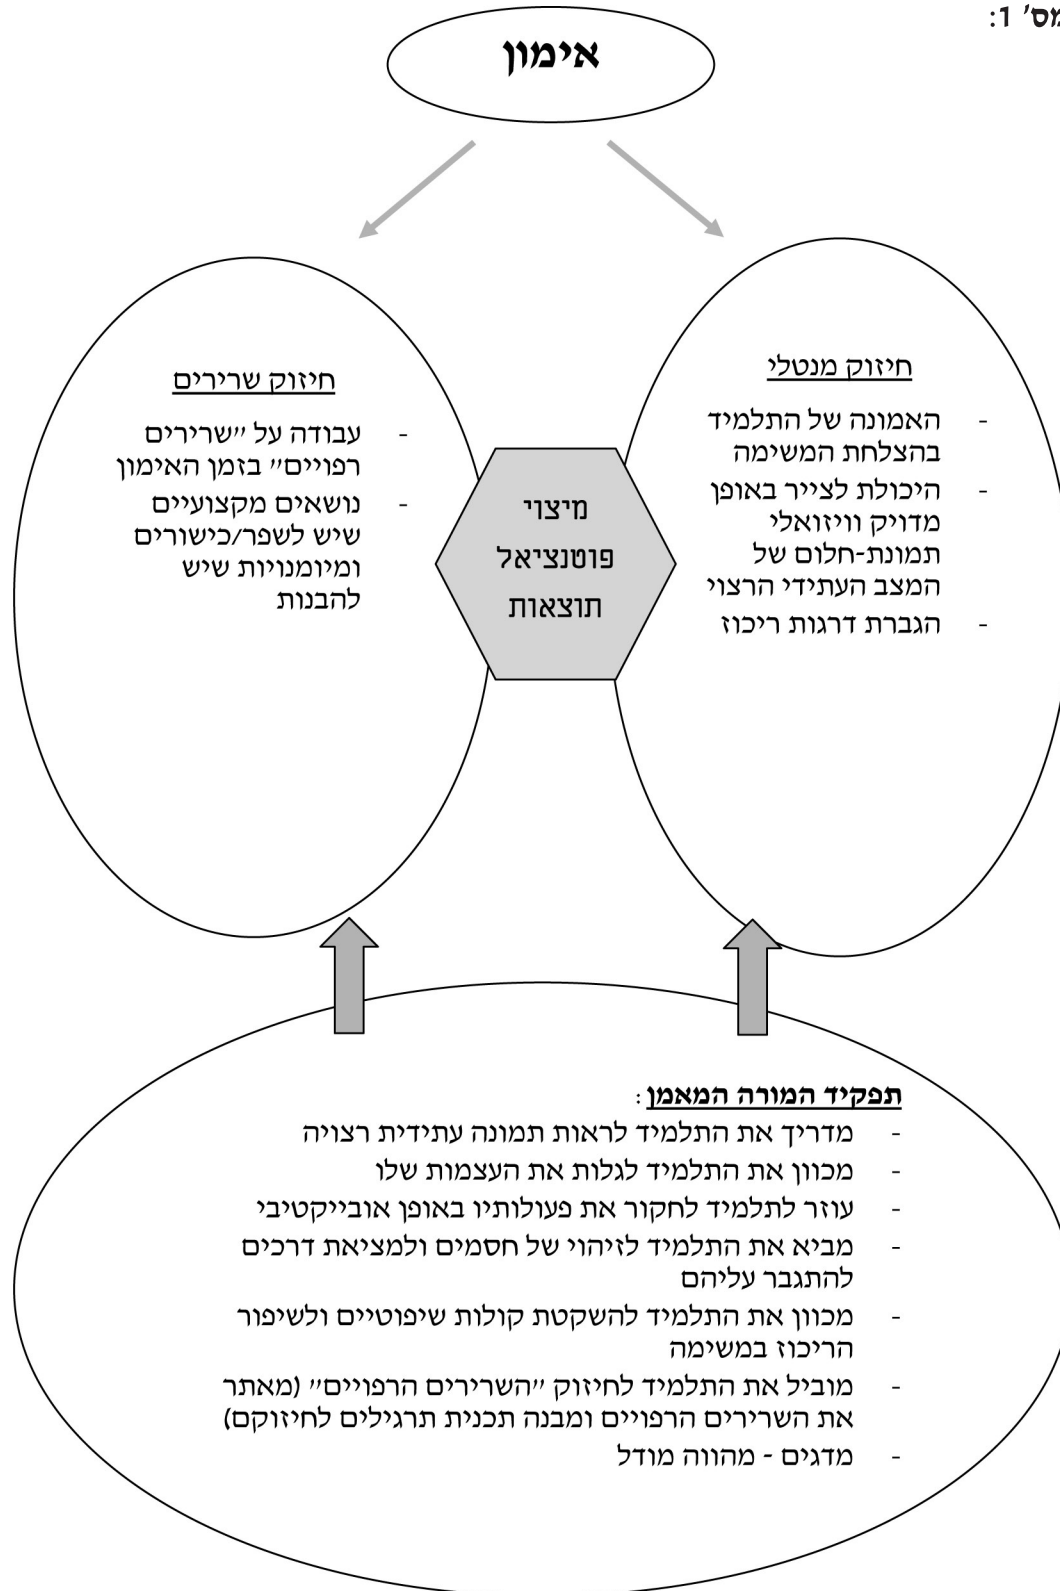 מס' 1:
אימון
חיזוק מנטלי
- האמונה של התלמיד
בהצלחת המשימה
- היכולת לצייר באופן
מדויק וויזואלי
תמונת-חלום של
המצב העתידי הרצוי
- הגברת דרגות ריכוז
חיזוק שרירים
- עבודה על "שרירים
רפויים" בזמן האימון
- נושאים מקצועיים
שיש לשפר/כישורים
ומיומנויות שיש
להבנות
מיצוי
פוטנציאל
תוצאות
תפקיד המורה המאמן:
- מדריך את התלמיד לראות תמונה עתידית רצויה
- מכוון את התלמיד לגלות את העצמות שלו
- עוזר לתלמיד לחקור את פעולותיו באופן אובייקטיבי
- מביא את התלמיד לזיהוי של חסמים ולמציאת דרכים
להתגבר עליהם
- מכוון את התלמיד להשקטת קולות שיפוטיים ולשיפור
הריכוז במשימה
- מוביל את התלמיד לחיזוק "השרירים הרפויים" (מאתר
את השרירים הרפויים ומבנה תכנית תרגילים לחיזוקם)
- מדגים - מהווה מודל